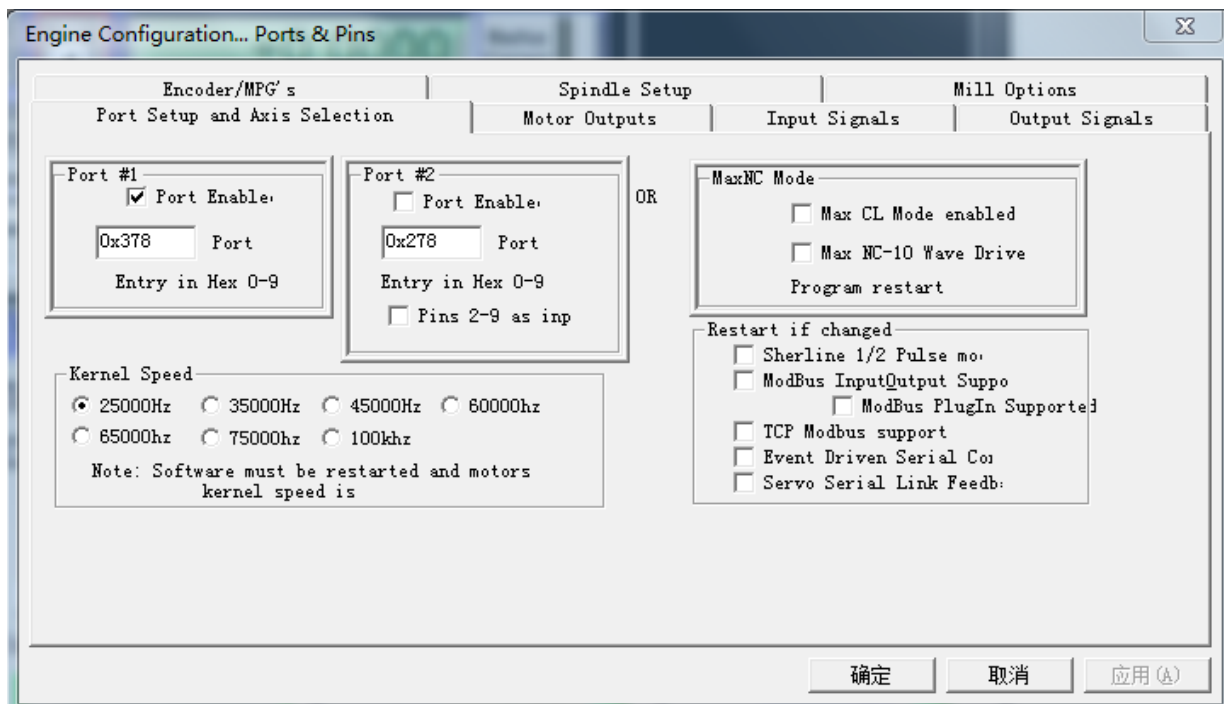 Engine Configuration... Ports & Pins
Encoder/MPG's
Spindle Setup
Mill Options
Port Setup and Axis Selection
Motor Outputs
Input Signals
Output Signals
Port #1
Port Enable
0x378
Port
Entry in Hex 0-9
Port #2
Port Enable
0x278
Port
Entry in Hex 0-9
Pins 2-9 as inp
OR
MaxNC Mode
Max CL Mode enabled
Max NC-10 Wave Drive
Program restart
Restart if changed
Sherline 1/2 Pulse mo
ModBus InputOutput Suppo
ModBus PlugIn Supported
TCP Modbus support
Event Driven Serial Co
Servo Serial Link Feedb
Kernel Speed
25000Hz 35000Hz 45000Hz 60000hz
65000hz 75000hz 100khz
Note: Software must be restarted and motors
kernel speed is
确定
取消
应用(A)